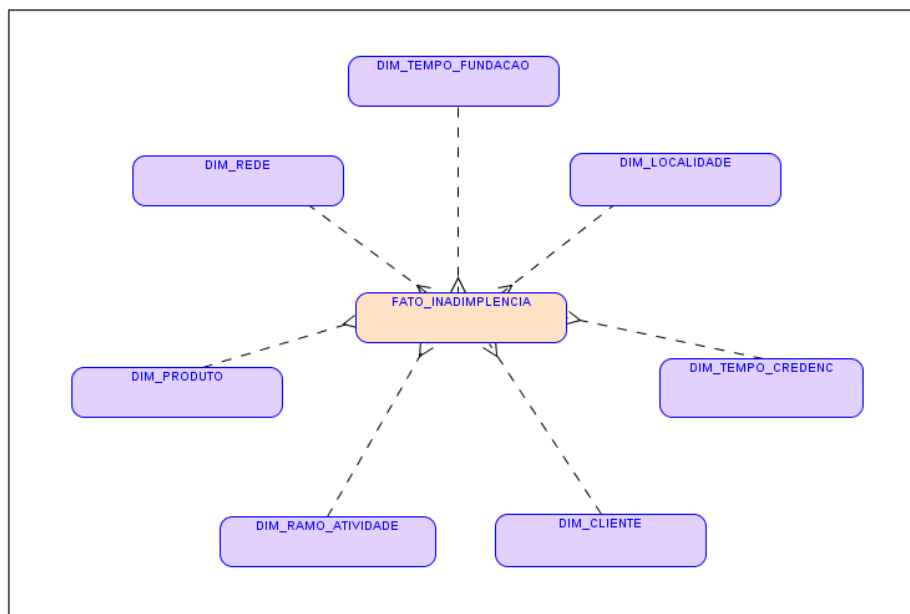 DIM_TEMPO_FUNDACAO
DIM_REDE
DIM_LOCALIDADE
FATO_INADIMPLENCIA
DIM_PRODUTO
DIM_TEMPO_CREDENC
DIM_RAMO_ATIVIDADE
DIM_CLIENTE